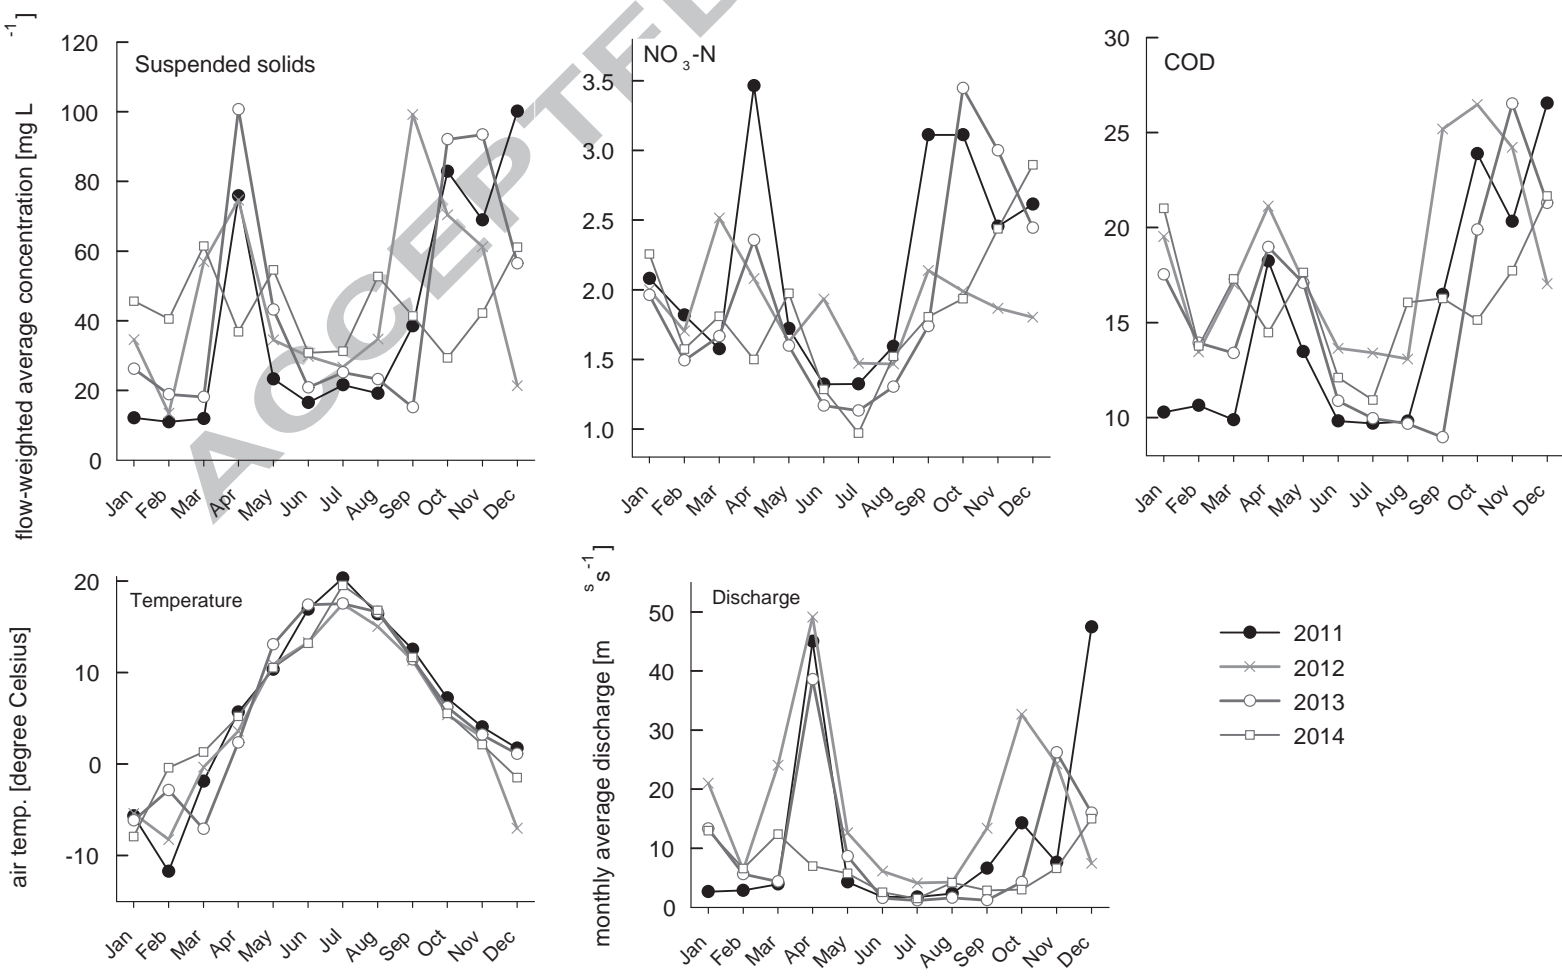 flow-weighted average concentration [mg L -1
Suspended solids
120
100
80
60
40
20
0
Jan Feb Mar Apr May Jun Jul Aug Sep Oct Nov Dec
NO 3 -N
3.5
3.0
2.5
2.0
1.5
1.0
Jan Feb Mar Apr May Jun Jul Aug Sep Oct Nov Dec
COD
30
25
20
15
10
Jan Feb Mar Apr May Jun Jul Aug Sep Oct Nov Dec
ACCEPTE
air temp. [degree Celsius]
Temperature
20
10
0
-10
Jan Feb Mar Apr May Jun Jul Aug Sep Oct Nov Dec
monthly average discharge [m s s -1 ]
Discharge
50
40
30
20
10
0
Jan Feb Mar Apr May Jun Jul Aug Sep Oct Nov Dec
2011
2012
2013
2014